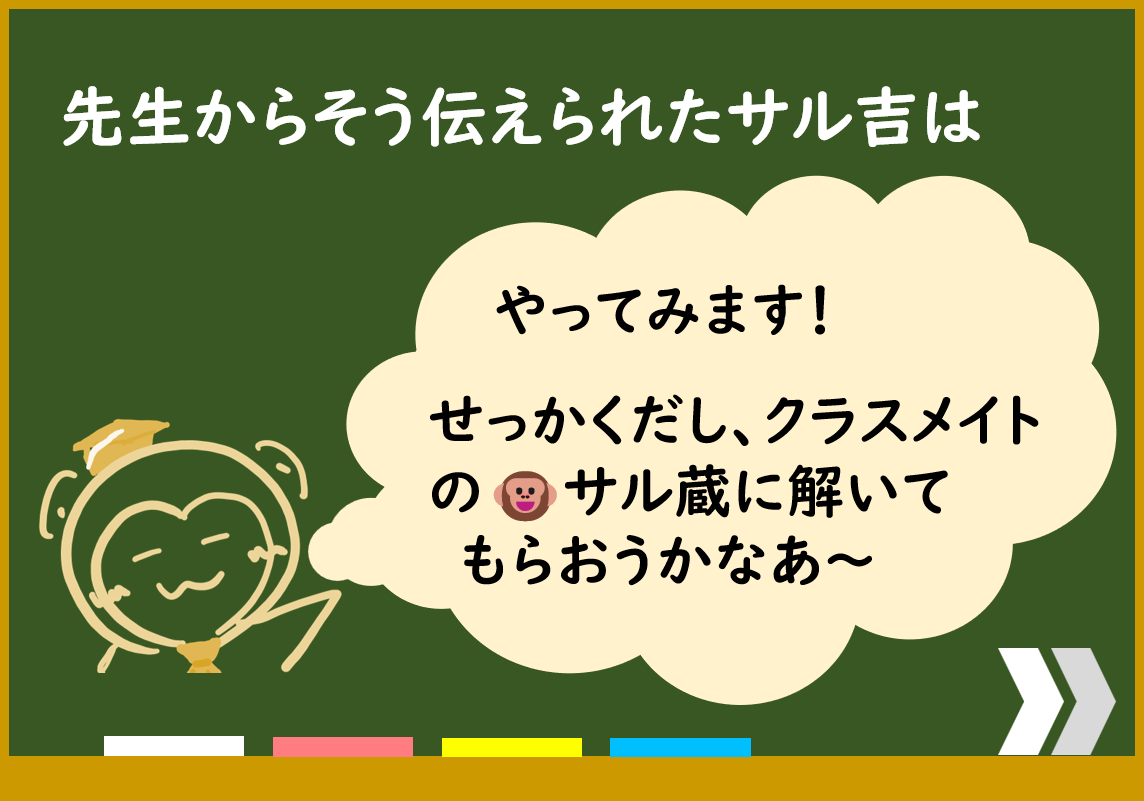 先生からそう伝えられたサル吉は
やってみます!
せっかくだし、クラスメイト
のサル蔵に解いて
もらおうかなあ～